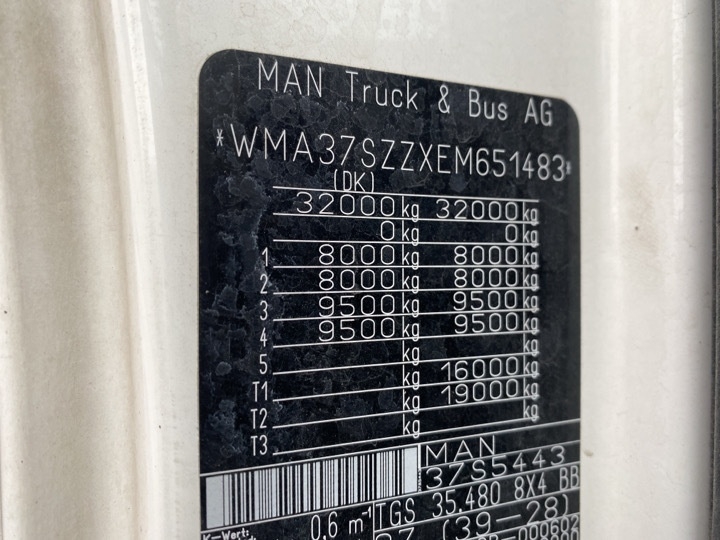 MAN Truck & Bus AG
*WMA37SZZXEM651483*
(DK)
32000 kg 32000 kg
0 kg 0 kg
1 8000 kg 8000 kg
2 8000 kg 8000 kg
3 9500 kg 9500 kg
4 9500 kg 9500 kg
5 kg kg
T1 kg 16000 kg
T2 kg 19000 kg
T3 kg kg
MAN
37S5443
TGS 35.480 8X4 BB
K-Wert: 0,6 m⁻¹
(39-28)